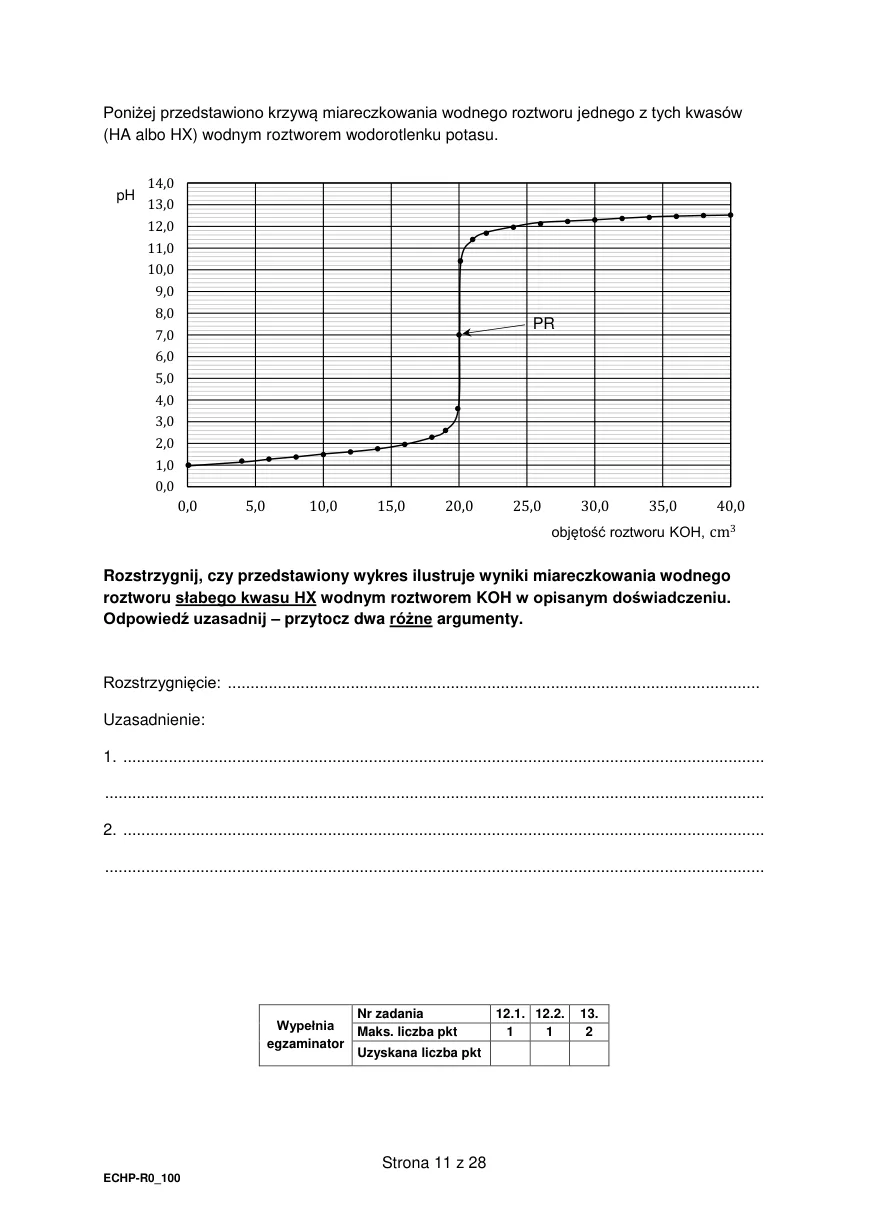 Poniżej przedstawiono krzywą miareczkowania wodnego roztworu jednego z tych kwasów
(HA albo HX) wodnym roztworem wodorotlenku potasu.
pH
14,0
13,0
12,0
11,0
10,0
9,0
8,0
7,0
6,0
5,0
4,0
3,0
2,0
1,0
0,0
PR
0,0 5,0 10,0 15,0 20,0 25,0 30,0 35,0 40,0
objętość roztworu KOH, cm³
Rozstrzygnij, czy przedstawiony wykres ilustruje wyniki miareczkowania wodnego
roztworu słabego kwasu HX wodnym roztworem KOH w opisanym doświadczeniu.
Odpowiedź uzasadnij – przytocz dwa różne argumenty.
Rozstrzygnięcie: ....................................................................................................................
Uzasadnienie:
1. ...............................................................................................................................................
...................................................................................................................................................
2. ...............................................................................................................................................
...................................................................................................................................................
Wypełnia
egzaminator
Nr zadania 12.1. 12.2. 13.
Maks. liczba pkt 1 1 2
Uzyskana liczba pkt
Strona 11 z 28
ECHP-R0_100